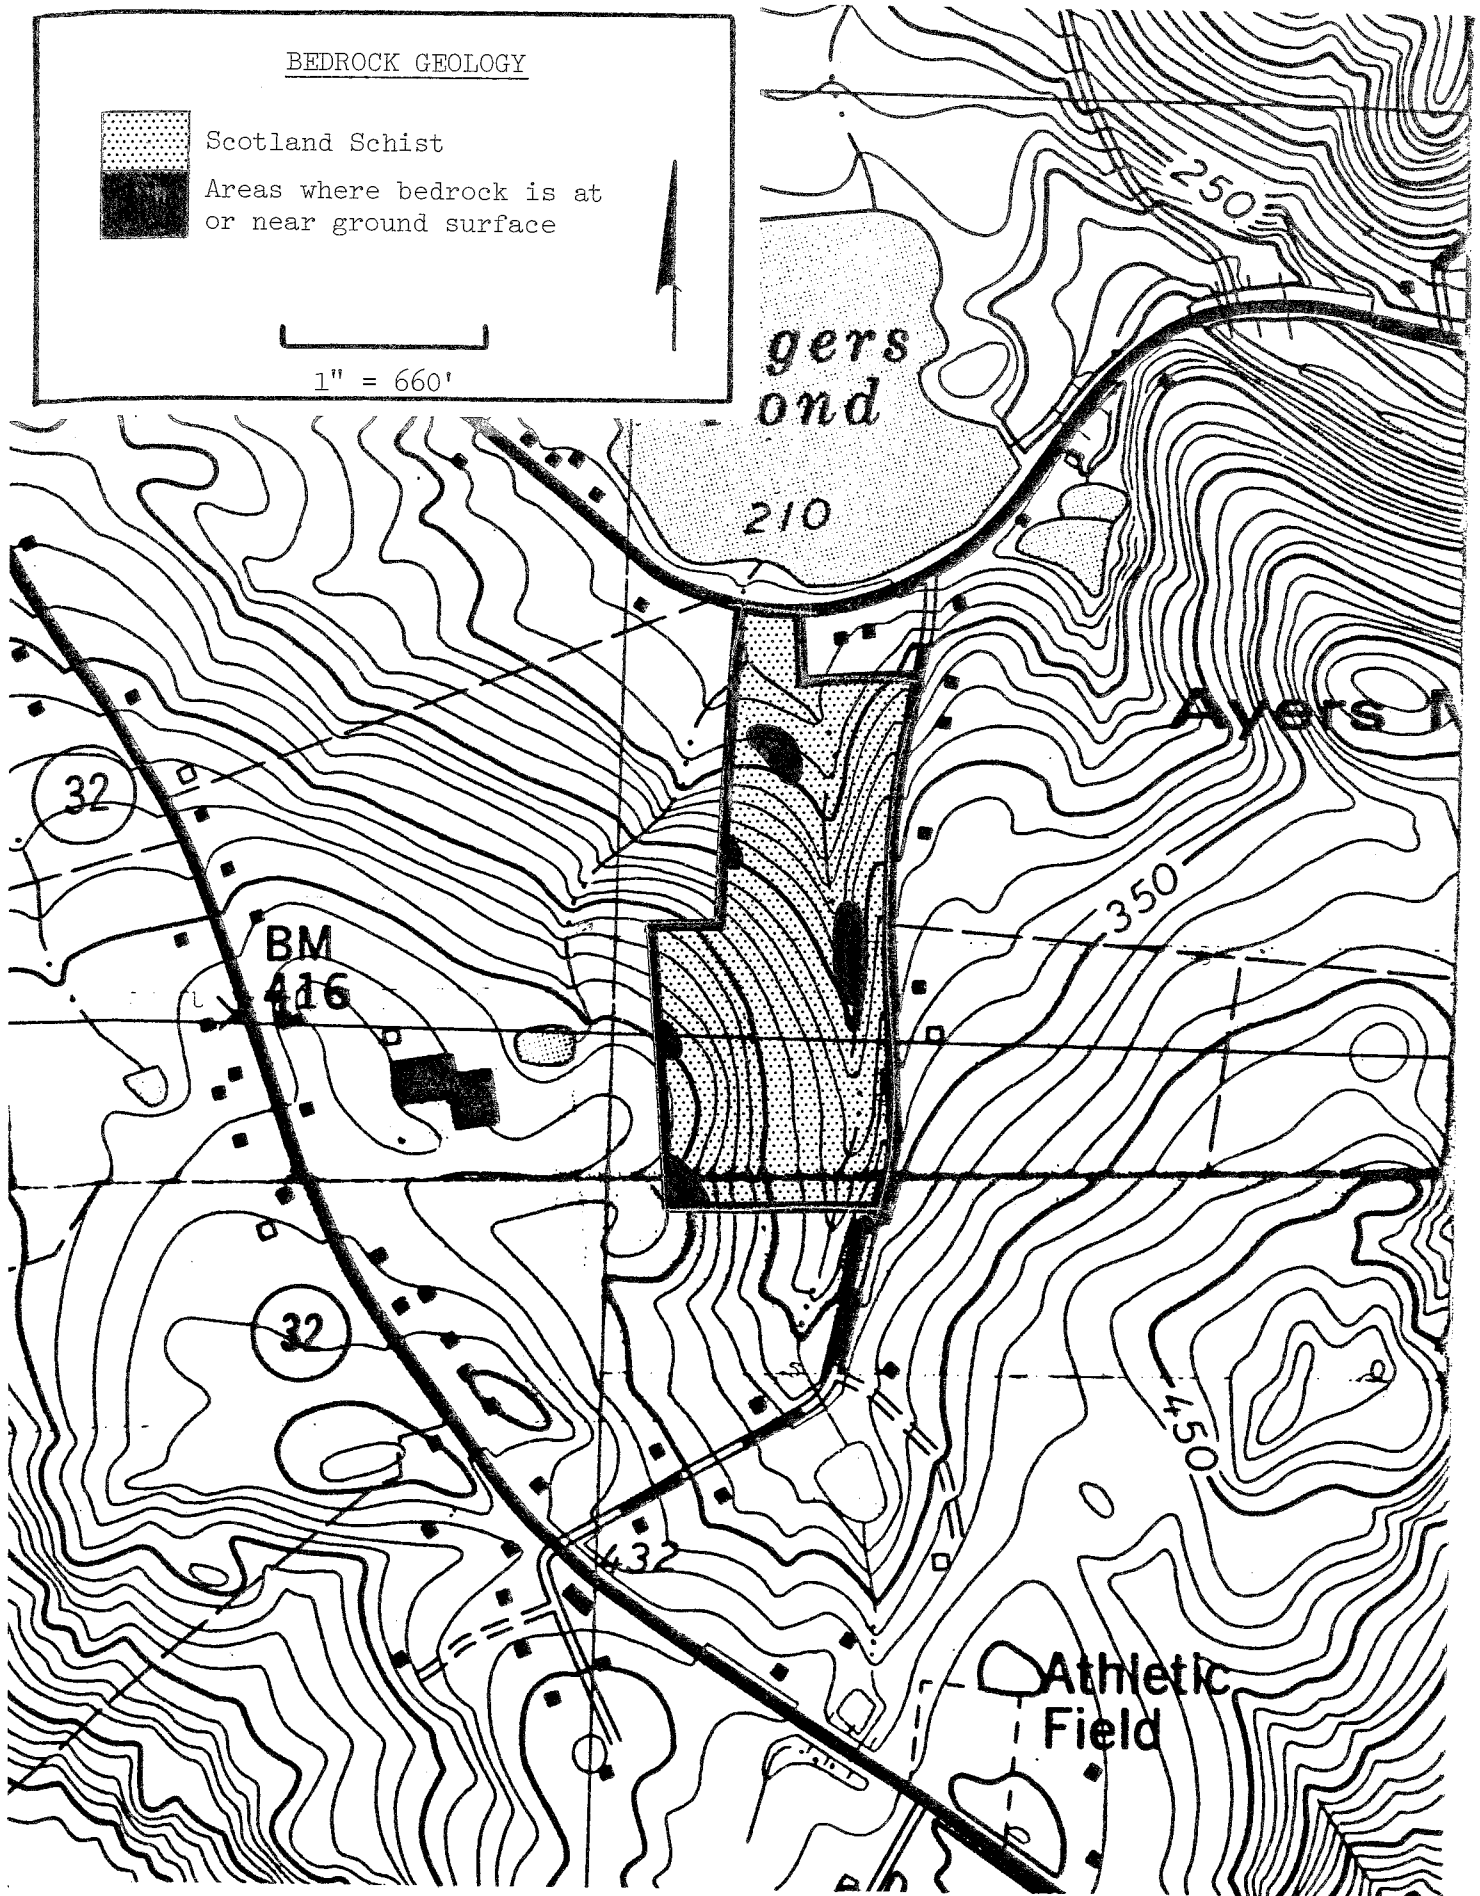 BEDROCK GEOLOGY
Scotland Schist
Areas where bedrock is at
or near ground surface
1" = 660'
250
gers
ond
210
Ayers
32
350
BM
416
32
450
432
Athletic
Field